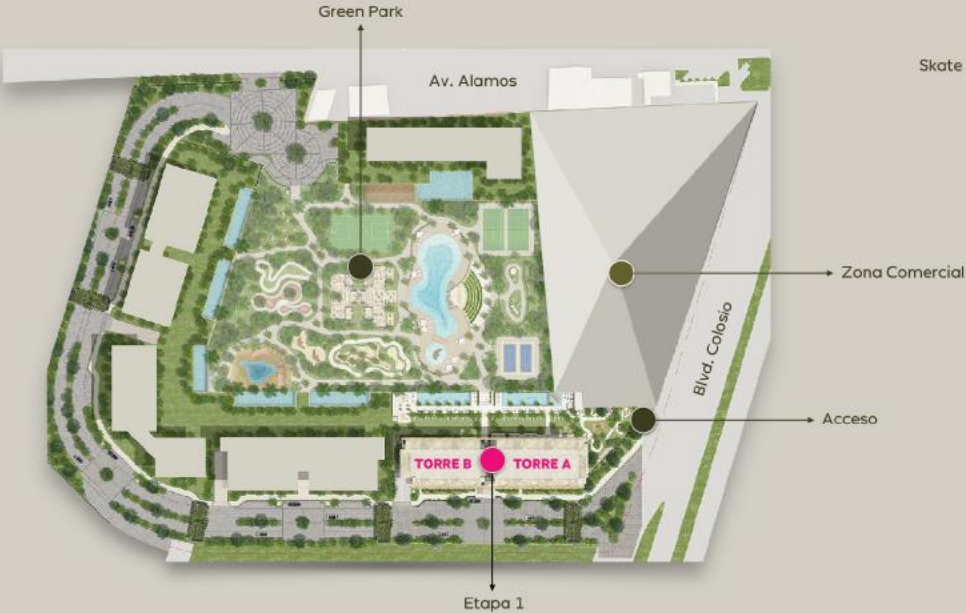 Green Park
Av. Alamos
Skate
Zona Comercial
Blvd. Colosio
Acceso
TORRE B
TORRE A
Etapa 1